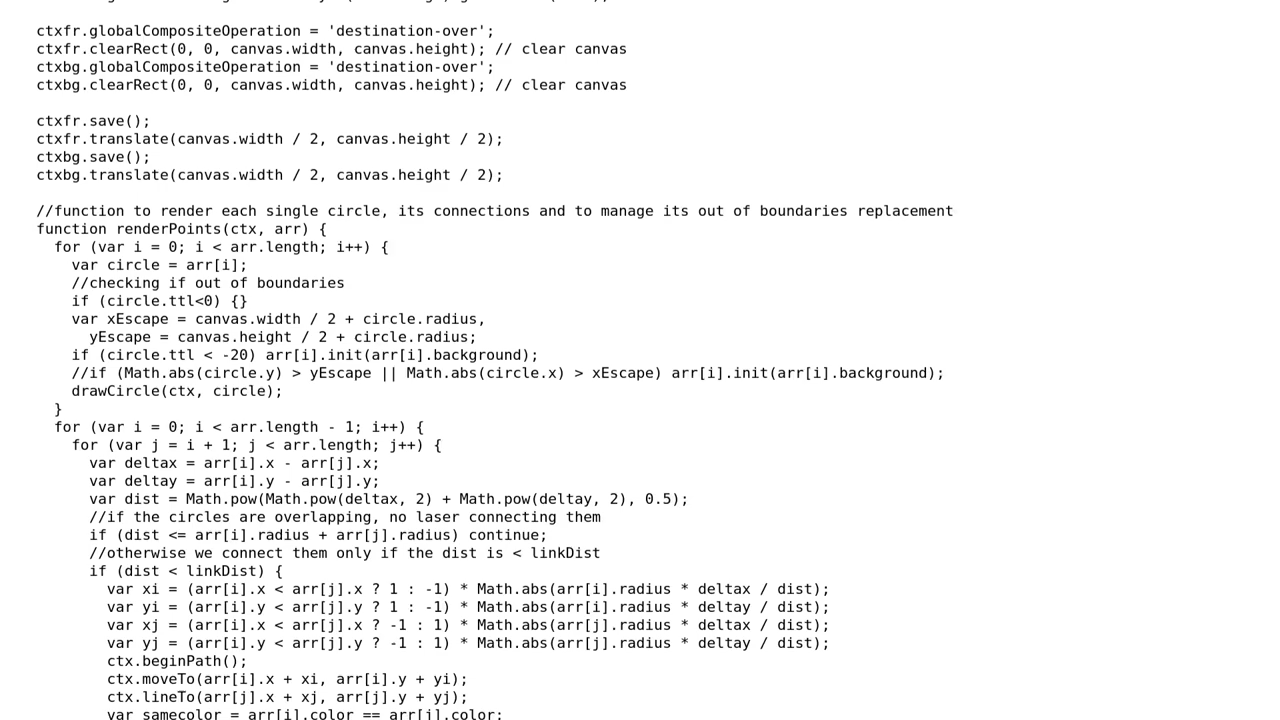 ctxfr.globalCompositeOperation = 'destination-over';
ctxfr.clearRect(0, 0, canvas.width, canvas.height); // clear canvas
ctxbg.globalCompositeOperation = 'destination-over';
ctxbg.clearRect(0, 0, canvas.width, canvas.height); // clear canvas

ctxfr.save();
ctxfr.translate(canvas.width / 2, canvas.height / 2);
ctxbg.save();
ctxbg.translate(canvas.width / 2, canvas.height / 2);

//function to render each single circle, its connections and to manage its out of boundaries replacement
function renderPoints(ctx, arr) {
  for (var i = 0; i < arr.length; i++) {
    var circle = arr[i];
    //checking if out of boundaries
    if (circle.ttl<0) {}
    var xEscape = canvas.width / 2 + circle.radius,
      yEscape = canvas.height / 2 + circle.radius;
    if (circle.ttl < -20) arr[i].init(arr[i].background);
    //if (Math.abs(circle.y) > yEscape || Math.abs(circle.x) > xEscape) arr[i].init(arr[i].background);
    drawCircle(ctx, circle);
  }
  for (var i = 0; i < arr.length - 1; i++) {
    for (var j = i + 1; j < arr.length; j++) {
      var deltax = arr[i].x - arr[j].x;
      var deltay = arr[i].y - arr[j].y;
      var dist = Math.pow(Math.pow(deltax, 2) + Math.pow(deltay, 2), 0.5);
      //if the circles are overlapping, no laser connecting them
      if (dist <= arr[i].radius + arr[j].radius) continue;
      //otherwise we connect them only if the dist is < linkDist
      if (dist < linkDist) {
        var xi = (arr[i].x < arr[j].x ? 1 : -1) * Math.abs(arr[i].radius * deltax / dist);
        var yi = (arr[i].y < arr[j].y ? 1 : -1) * Math.abs(arr[i].radius * deltay / dist);
        var xj = (arr[i].x < arr[j].x ? -1 : 1) * Math.abs(arr[j].radius * deltax / dist);
        var yj = (arr[i].y < arr[j].y ? -1 : 1) * Math.abs(arr[j].radius * deltay / dist);
        ctx.beginPath();
        ctx.moveTo(arr[i].x + xi, arr[i].y + yi);
        ctx.lineTo(arr[j].x + xj, arr[j].y + yj);
        var samecolor = arr[i].color == arr[j].color;